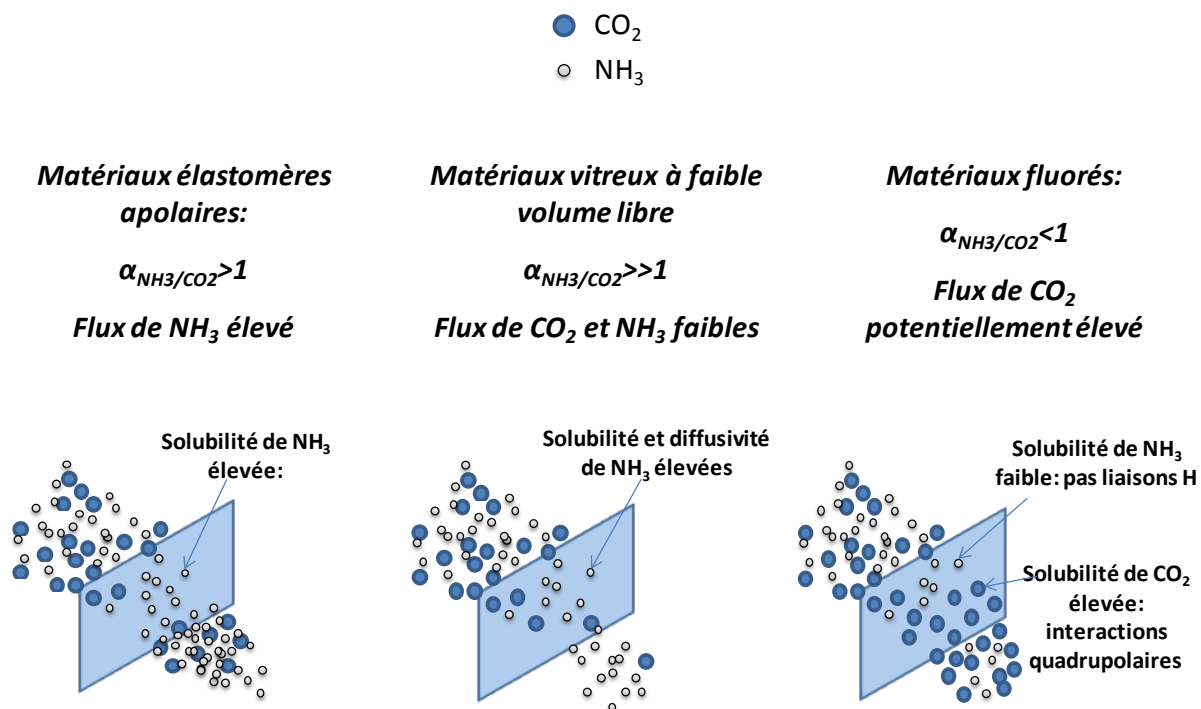 CO2
NH3
Matériaux élastomères
apolaires:
αNH3/CO2>1
Flux de NH3 élevé
Matériaux vitreux à faible
volume libre
αNH3/CO2>>1
Flux de CO2 et NH3 faibles
Matériaux fluorés:
αNH3/CO2<1
Flux de CO2
potentiellement élevé
Solubilité de NH3
élevée:
Solubilité et diffusivité
de NH3 élevées
Solubilité de NH3
faible: pas liaisons H
Solubilité de CO2
élevée:
interactions
quadrupolaires